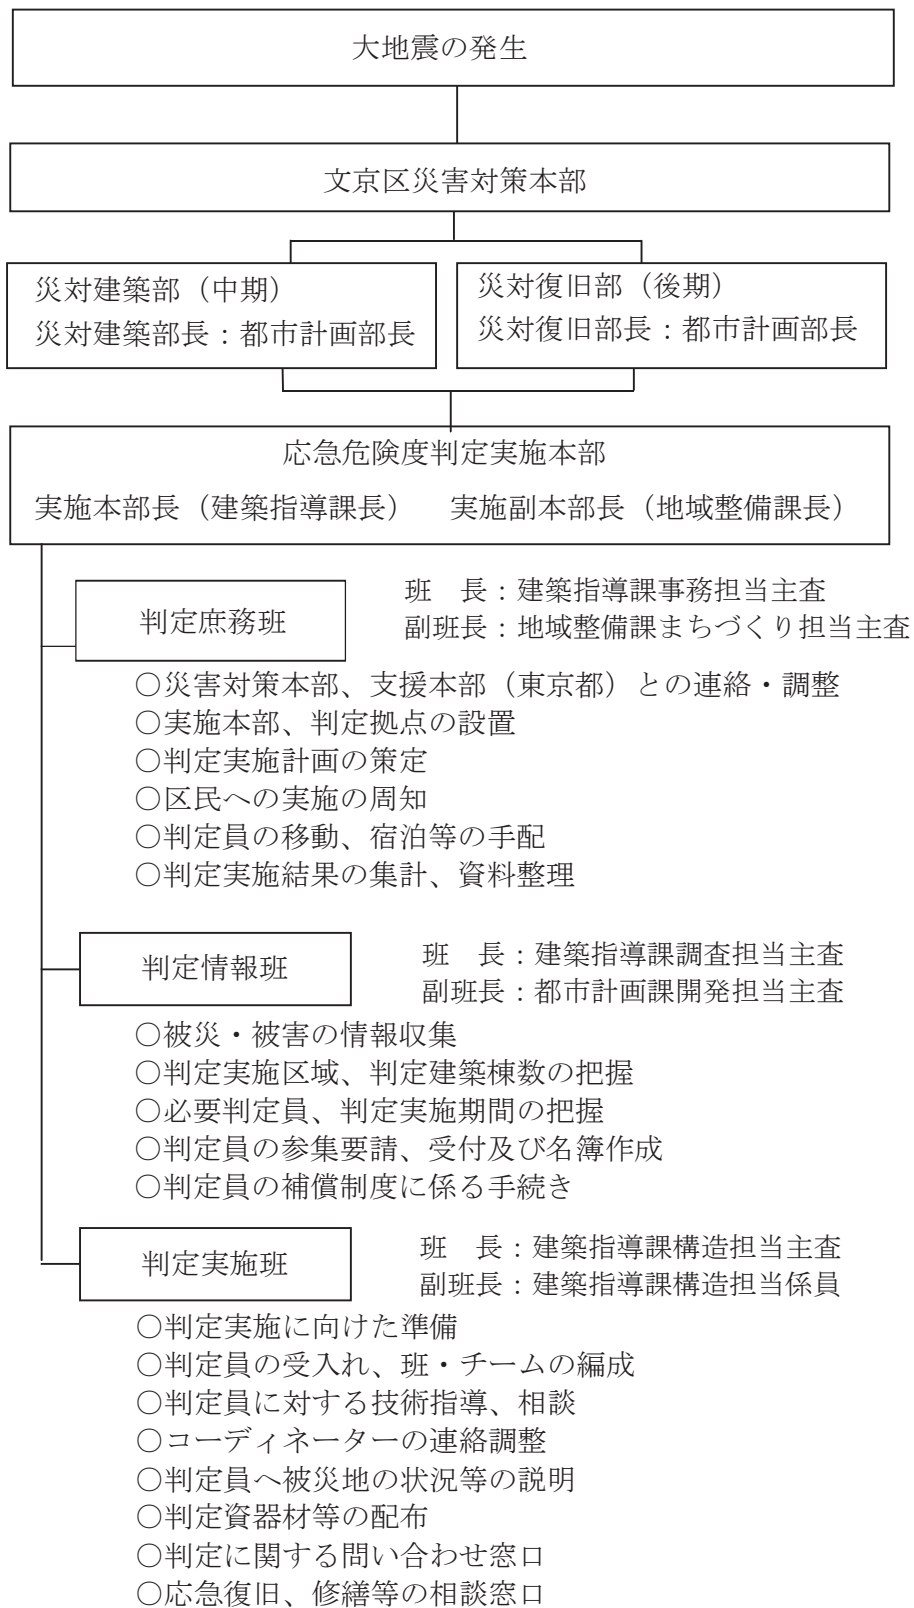 大地震の発生
文京区災害対策本部
災対建築部（中期）
災対建築部長：都市計画部長
災対復旧部（後期）
災対復旧部長：都市計画部長
応急危険度判定実施本部
実施本部長（建築指導課長）　実施副本部長（地域整備課長）
判定庶務班
班　長：建築指導課事務担当主査
副班長：地域整備課まちづくり担当主査
○災害対策本部、支援本部（東京都）との連絡・調整
○実施本部、判定拠点の設置
○判定実施計画の策定
○区民への実施の周知
○判定員の移動、宿泊等の手配
○判定実施結果の集計、資料整理
判定情報班
班　長：建築指導課調査担当主査
副班長：都市計画課開発担当主査
○被災・被害の情報収集
○判定実施区域、判定建築棟数の把握
○必要判定員、判定実施期間の把握
○判定員の参集要請、受付及び名簿作成
○判定員の補償制度に係る手続き
判定実施班
班　長：建築指導課構造担当主査
副班長：建築指導課構造担当係員
○判定実施に向けた準備
○判定員の受入れ、班・チームの編成
○判定員に対する技術指導、相談
○コーディネーターの連絡調整
○判定員へ被災地の状況等の説明
○判定資器材等の配布
○判定に関する問い合わせ窓口
○応急復旧、修繕等の相談窓口